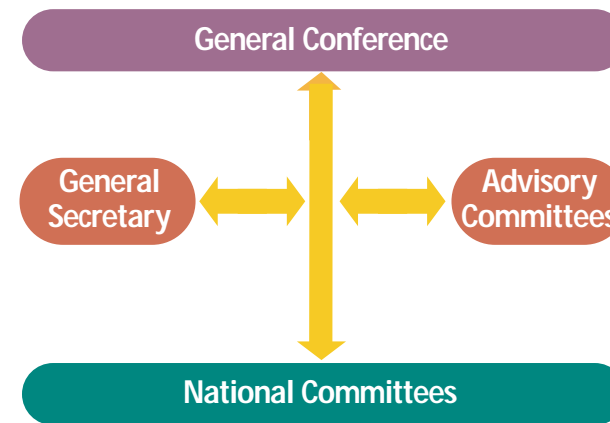 General Conference
General
Secretary
Advisory
Committees
National Committees